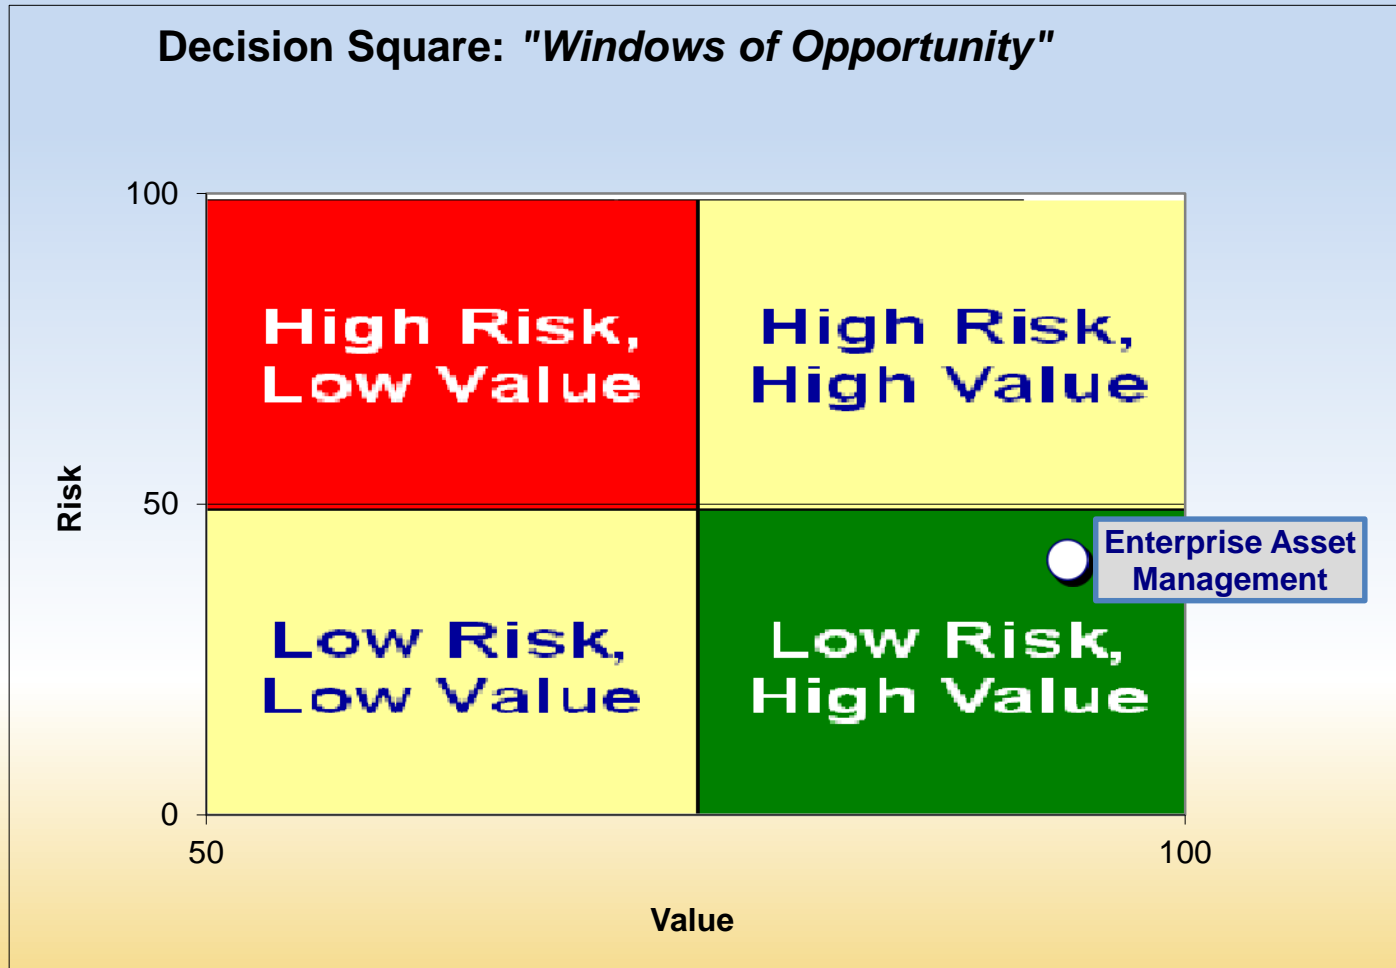 Decision Square: "Windows of Opportunity"
100
High Risk,
Low Value
High Risk,
High Value
Risk
50
Enterprise Asset
Management
Low Risk,
Low Value
Low Risk,
High Value
0
50
100
Value